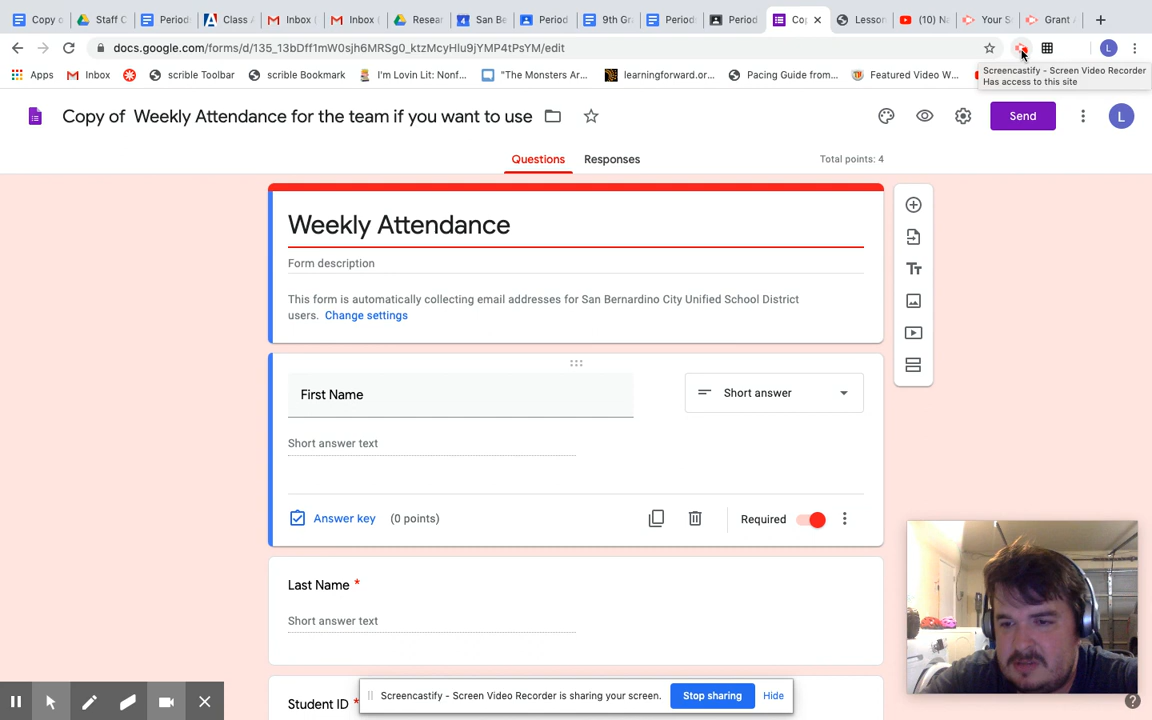 Copy o
Staff C
Period
Class A
Inbox (
Inbox (
Resear
San Be
Period
9th Gr
Period
Period
Cop
Lesson
(10) Na
Your S
Grant A
docs.google.com/forms/d/135_13bDff1mW0sjh6MRSg0_ktzMcyHlu9jYMP4tPsYM/edit
L
Apps
Inbox
scrible Toolbar
scrible Bookmark
I'm Lovin Lit: Nonf...
"The Monsters Ar...
learningforward.or...
Pacing Guide from...
Featured Video W...
Screencastify - Screen Video Recorder
Has access to this site
Copy of Weekly Attendance for the team if you want to use
Send
L
Questions
Responses
Total points: 4
Weekly Attendance
Form description
This form is automatically collecting email addresses for San Bernardino City Unified School District
users. Change settings
Tт
First Name
Short answer
Short answer text
Answer key
(0 points)
Required
Last Name *
Short answer text
Student ID *
Screencastify - Screen Video Recorder is sharing your screen.
Stop sharing
Hide